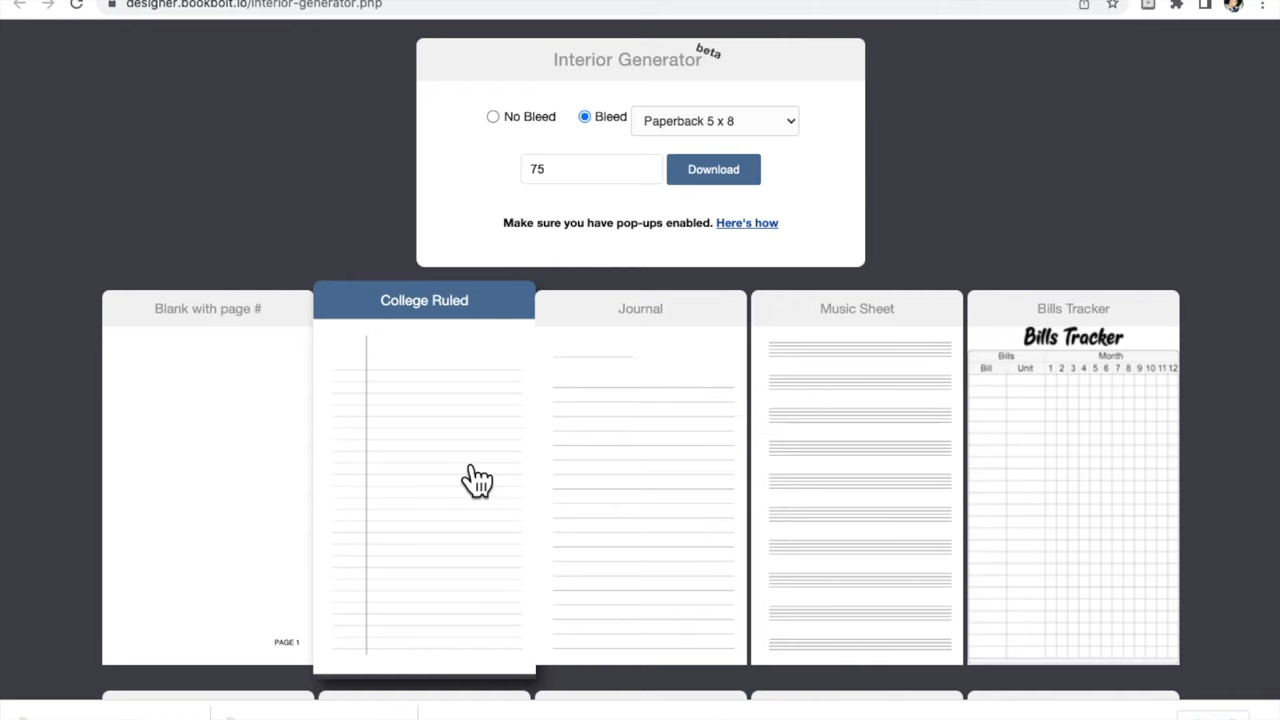 designer.bookbolt.io/interior-generator.php
Interior Generator beta
No Bleed
Bleed
Paperback 5 x 8
75
Download
Make sure you have pop-ups enabled. Here's how
Blank with page #
College Ruled
Journal
Music Sheet
Bills Tracker
Bills Tracker
Bills
Month
Bill
Unit
1 2 3 4 5 6 7 8 9 10 11 12
PAGE 1